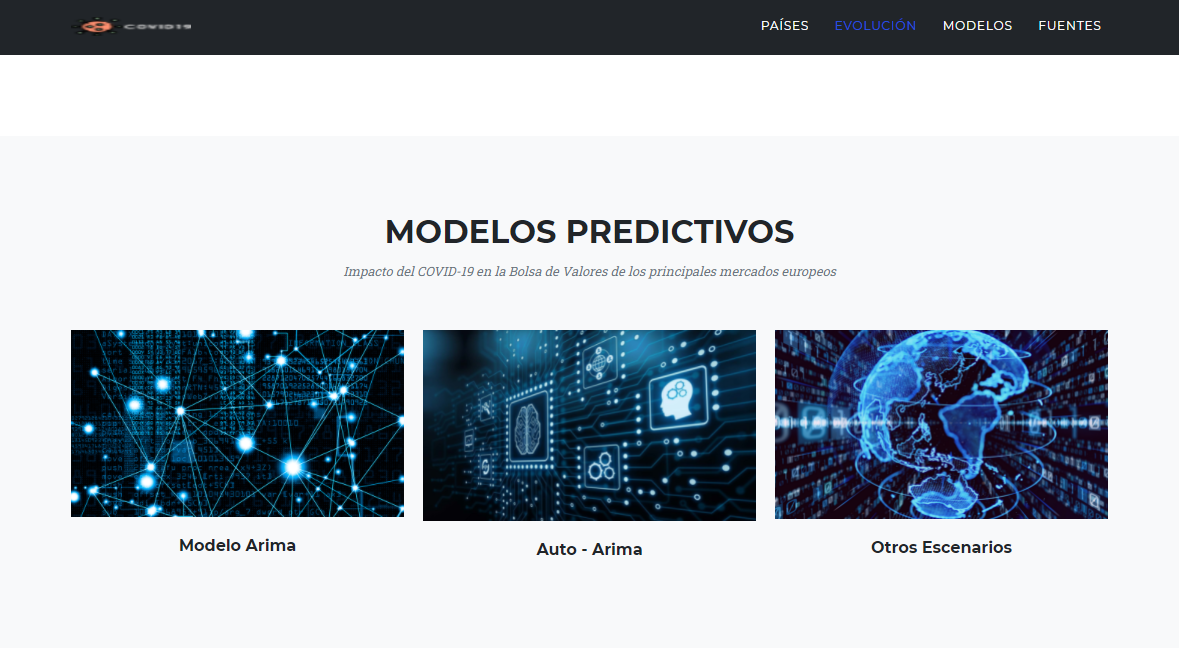 COVID19
PAÍSES
EVOLUCIÓN
MODELOS
FUENTES
MODELOS PREDICTIVOS
Impacto del COVID-19 en la Bolsa de Valores de los principales mercados europeos
Modelo Arima
Auto - Arima
Otros Escenarios